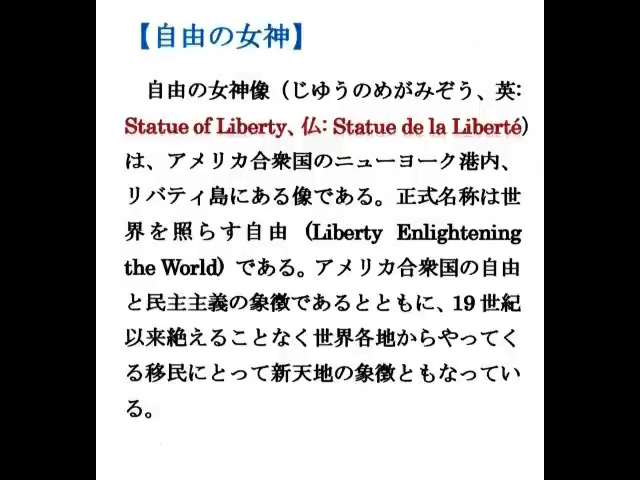 【自由の女神】
自由の女神像（じゆうのめがみぞう、英:
Statue of Liberty、仏: Statue de la Liberté）
は、アメリカ合衆国のニューヨーク港内、
リバティ島にある像である。正式名称は世
界を照らす自由 (Liberty Enlightening
the World) である。アメリカ合衆国の自由
と民主主義の象徴であるとともに、19 世紀
以来絶えることなく世界各地からやってく
る移民にとって新天地の象徴ともなってい
る。